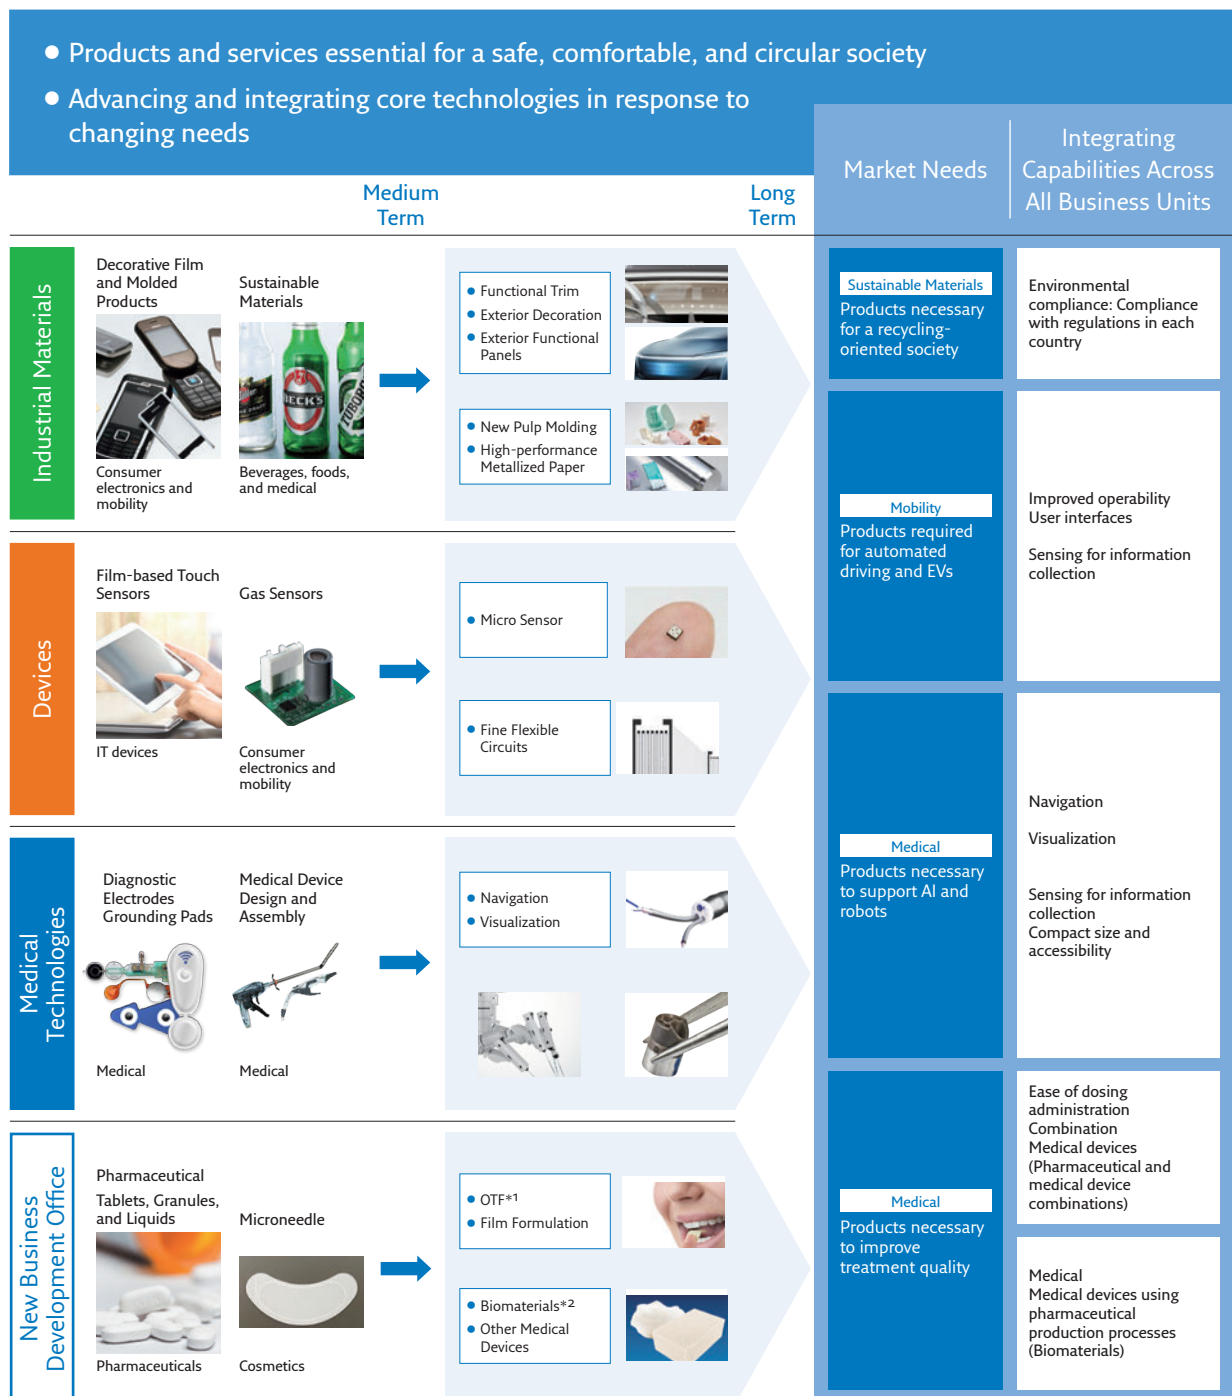 ● Products and services essential for a safe, comfortable, and circular society
● Advancing and integrating core technologies in response to
changing needs
Market Needs
Integrating
Capabilities Across
All Business Units
Medium
Term
Long
Term
Industrial Materials
Decorative Film
and Molded
Products
Consumer
electronics and
mobility
Sustainable
Materials
BECK'S
TUBORG
Beverages, foods,
and medical
● Functional Trim
● Exterior Decoration
● Exterior Functional
Panels
● New Pulp Molding
● High-performance
Metallized Paper
Sustainable Materials
Products necessary
for a recycling-
oriented society
Environmental
compliance: Compliance
with regulations in each
country
Mobility
Products required
for automated
driving and EVs
Improved operability
User interfaces
Sensing for information
collection
Devices
Film-based Touch
Sensors
IT devices
Gas Sensors
Consumer
electronics and
mobility
● Micro Sensor
● Fine Flexible
Circuits
Medical
Products necessary
to support AI and
robots
Navigation
Visualization
Sensing for information
collection
Compact size and
accessibility
Medical
Technologies
Diagnostic
Electrodes
Grounding Pads
Medical
Medical Device
Design and
Assembly
Medical
● Navigation
● Visualization
New Business
Development Office
Pharmaceutical
Tablets, Granules,
and Liquids
Pharmaceuticals
Microneedle
Cosmetics
● OTF*1
● Film Formulation
● Biomaterials*2
● Other Medical
Devices
Medical
Products necessary
to improve
treatment quality
Ease of dosing
administration
Combination
Medical devices
(Pharmaceutical and
medical device
combinations)
Medical
Medical devices using
pharmaceutical
production processes
(Biomaterials)